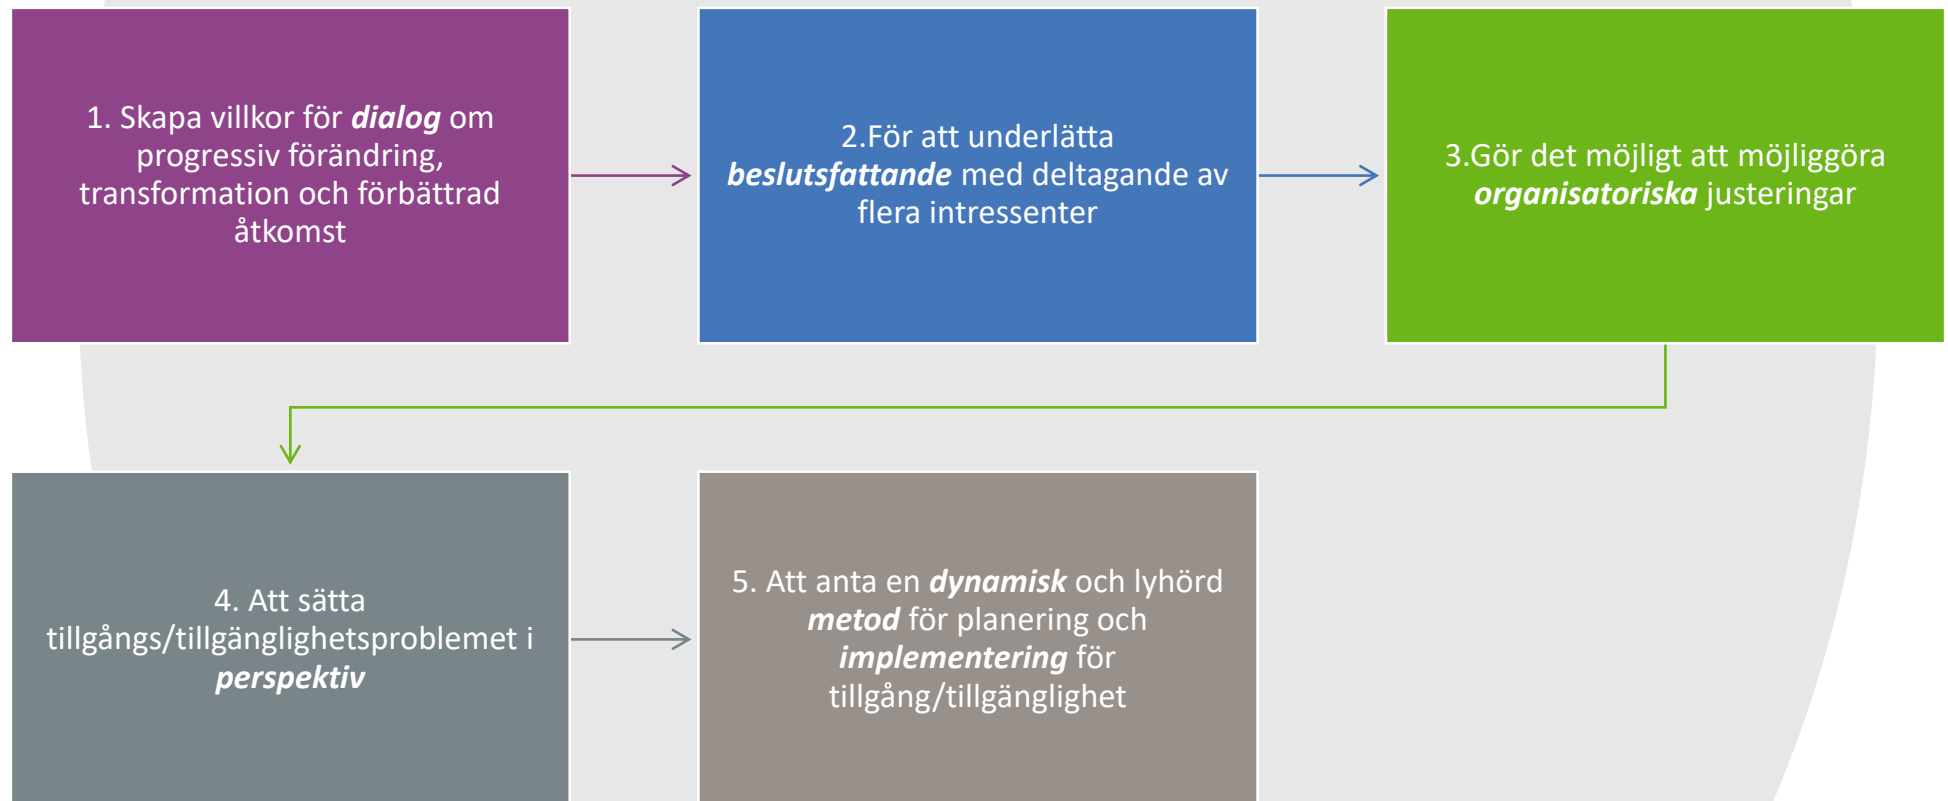 1. Skapa villkor för dialog om
progressiv förändring,
transformation och förbättrad
åtkomst
2.För att underlätta
beslutsfattande med deltagande av
flera intressenter
3.Gör det möjligt att möjliggöra
organisatoriska justeringar
4. Att sätta
tillgångs/tillgänglighetsproblemet i
perspektiv
5. Att anta en dynamisk och lyhörd
metod för planering och
implementering för
tillgång/tillgänglighet